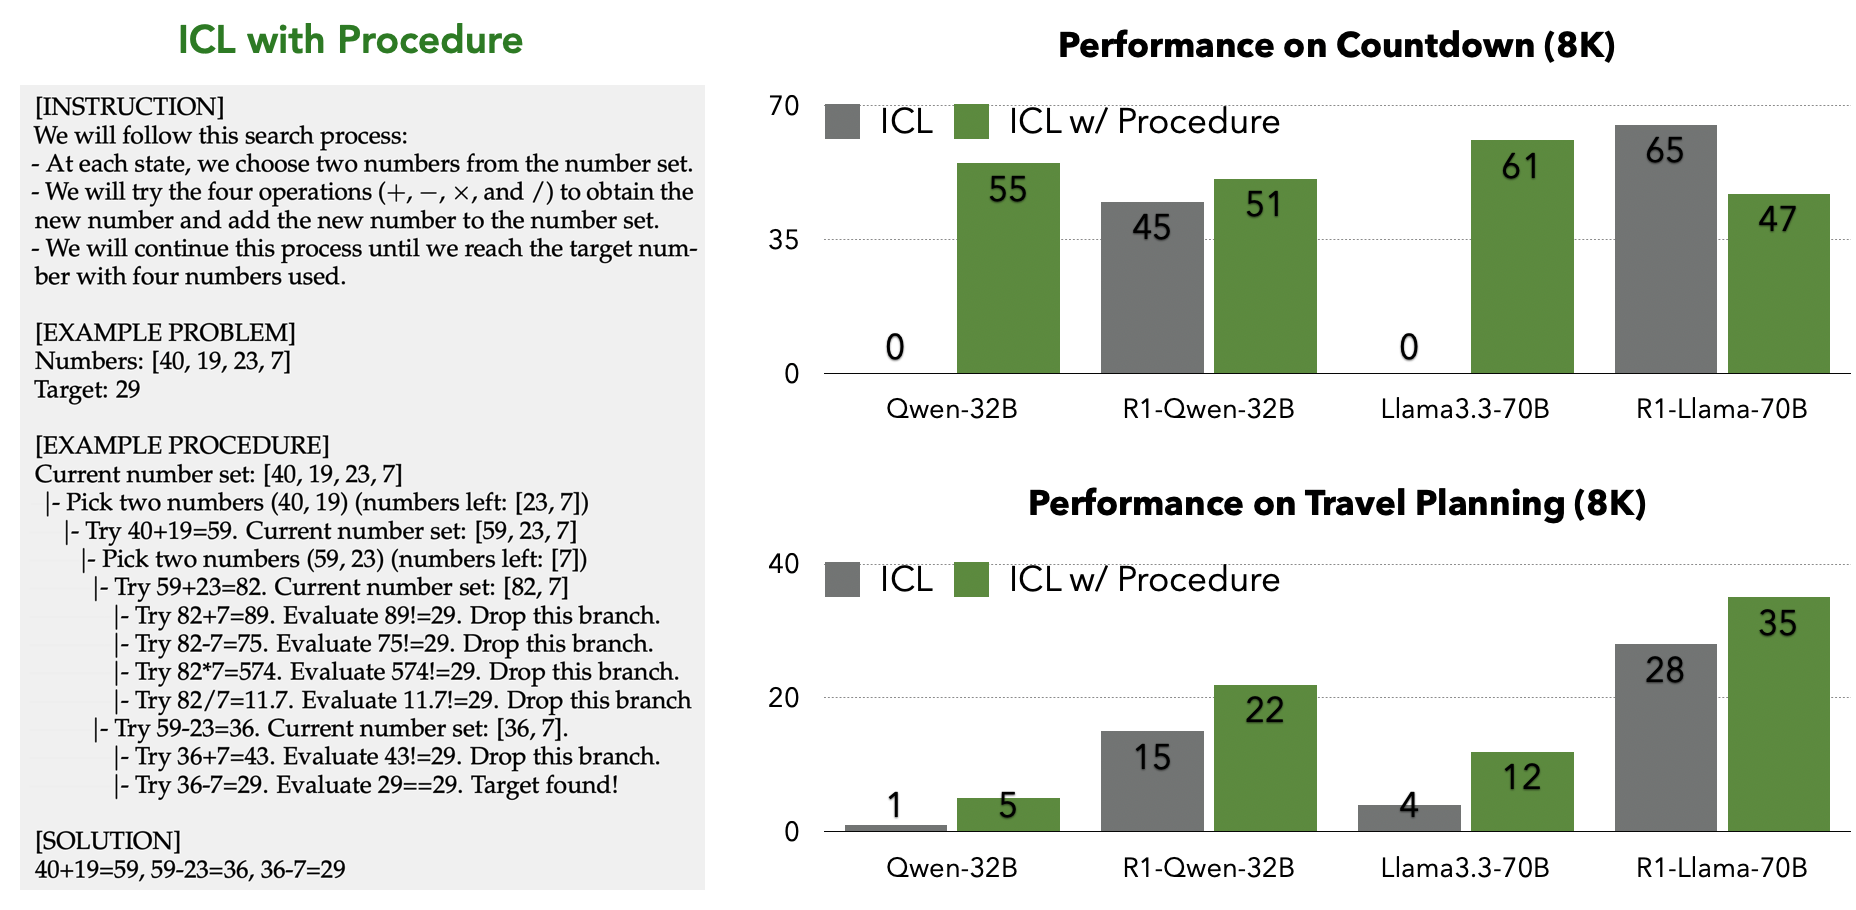 ICL with Procedure
[INSTRUCTION]
We will follow this search process:
- At each state, we choose two numbers from the number set.
- We will try the four operations (+, −, ×, and /) to obtain the
new number and add the new number to the number set.
- We will continue this process until we reach the target num-
ber with four numbers used.
[EXAMPLE PROBLEM]
Numbers: [40, 19, 23, 7]
Target: 29
[EXAMPLE PROCEDURE]
Current number set: [40, 19, 23, 7]
|- Pick two numbers (40, 19) (numbers left: [23, 7])
|- Try 40+19=59. Current number set: [59, 23, 7]
|- Pick two numbers (59, 23) (numbers left: [7])
|- Try 59+23=82. Current number set: [82, 7]
|- Try 82+7=89. Evaluate 89!=29. Drop this branch.
|- Try 82-7=75. Evaluate 75!=29. Drop this branch.
|- Try 82*7=574. Evaluate 574!=29. Drop this branch.
|- Try 82/7=11.7. Evaluate 11.7!=29. Drop this branch
|- Try 59-23=36. Current number set: [36, 7].
|- Try 36+7=43. Evaluate 43!=29. Drop this branch.
|- Try 36-7=29. Evaluate 29==29. Target found!
[SOLUTION]
40+19=59, 59-23=36, 36-7=29
Performance on Countdown (8K)
70
ICL ICL w/ Procedure
55 45 51 61 65 47
35
0 0
0
Qwen-32B R1-Qwen-32B Llama3.3-70B R1-Llama-70B
Performance on Travel Planning (8K)
40
ICL ICL w/ Procedure
35
28
20
22
15
12
1 5 4
0
Qwen-32B R1-Qwen-32B Llama3.3-70B R1-Llama-70B